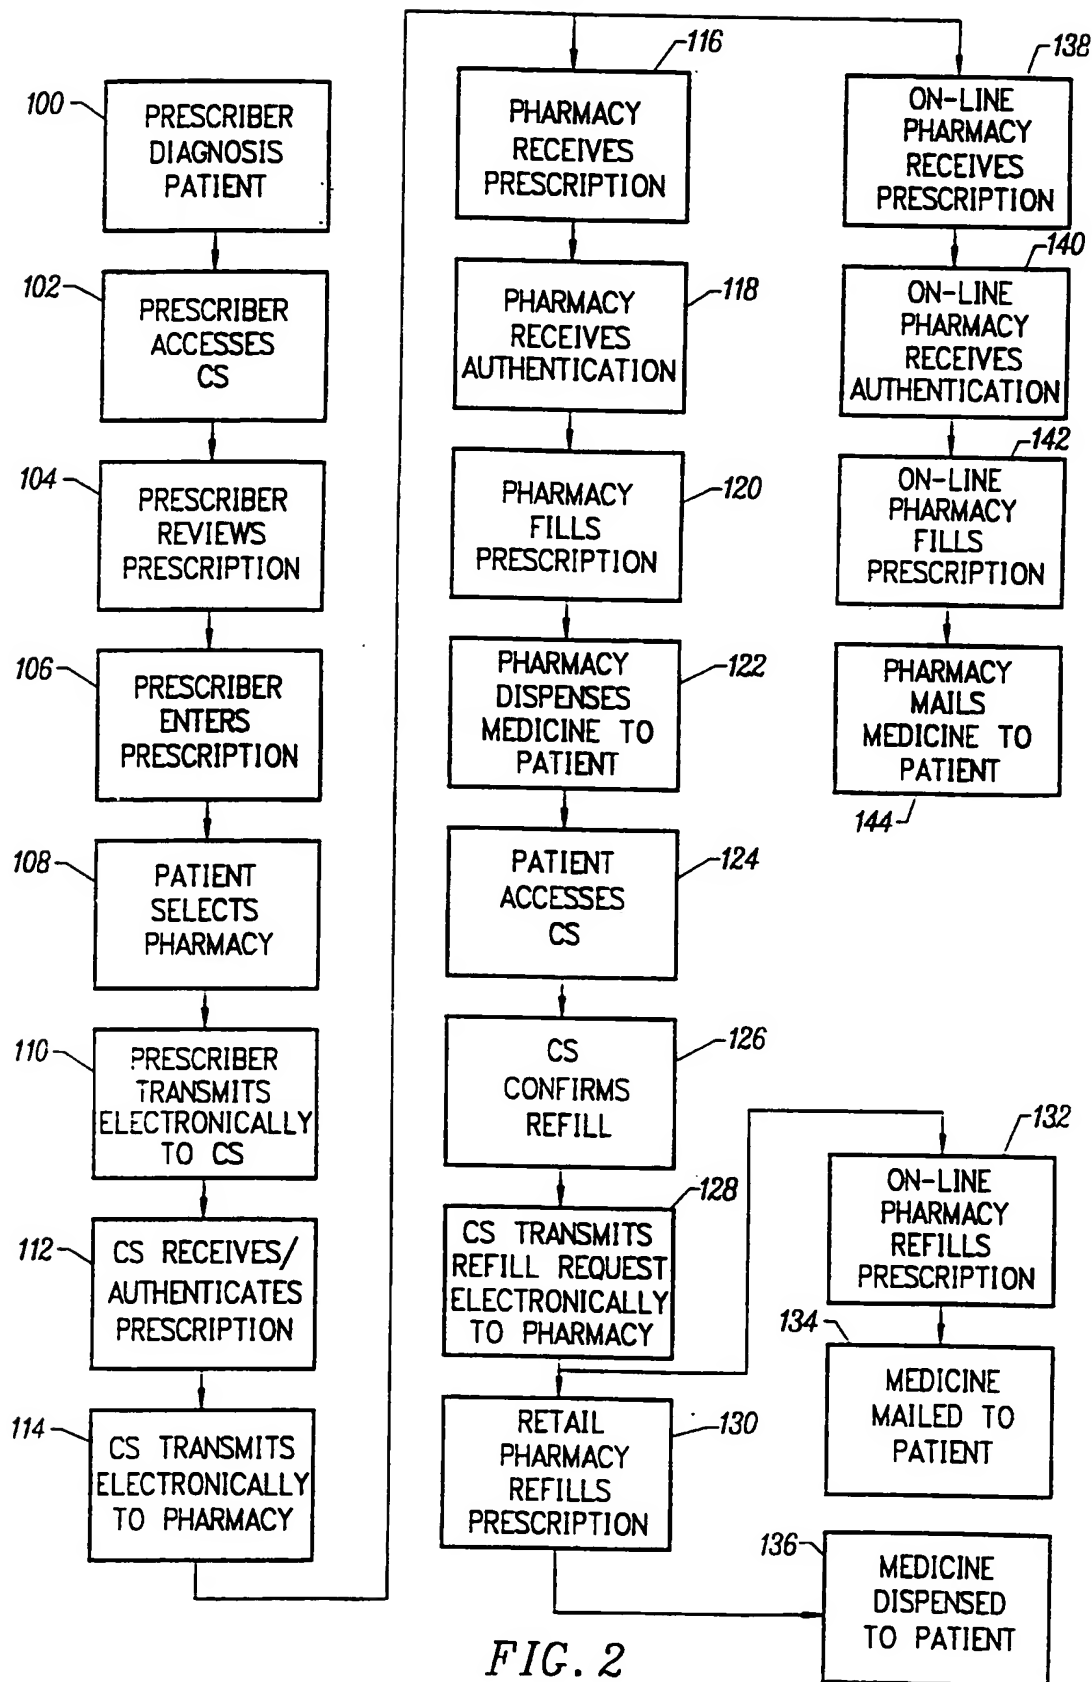 100
PRESCRIBER
DIAGNOSIS
PATIENT
102
PRESCRIBER
ACCESSES
CS
104
PRESCRIBER
REVIEWS
PRESCRIPTION
106
PRESCRIBER
ENTERS
PRESCRIPTION
108
PATIENT
SELECTS
PHARMACY
110
PRESCRIBER
TRANSMITS
ELECTRONICALLY
TO CS
112
CS RECEIVES/
AUTHENTICATES
PRESCRIPTION
114
CS TRANSMITS
ELECTRONICALLY
TO PHARMACY
116
PHARMACY
RECEIVES
PRESCRIPTION
118
PHARMACY
RECEIVES
AUTHENTICATION
120
PHARMACY
FILLS
PRESCRIPTION
122
PHARMACY
DISPENSES
MEDICINE TO
PATIENT
124
PATIENT
ACCESSES
CS
126
CS
CONFIRMS
REFILL
128
CS TRANSMITS
REFILL REQUEST
ELECTRONICALLY
TO PHARMACY
130
RETAIL
PHARMACY
REFILLS
PRESCRIPTION
138
ON-LINE
PHARMACY
RECEIVES
PRESCRIPTION
140
ON-LINE
PHARMACY
RECEIVES
AUTHENTICATION
142
ON-LINE
PHARMACY
FILLS
PRESCRIPTION
PHARMACY
MAILS
MEDICINE TO
PATIENT
144
132
ON-LINE
PHARMACY
REFILLS
PRESCRIPTION
134
MEDICINE
MAILED TO
PATIENT
136
MEDICINE
DISPENSED
TO PATIENT
FIG. 2